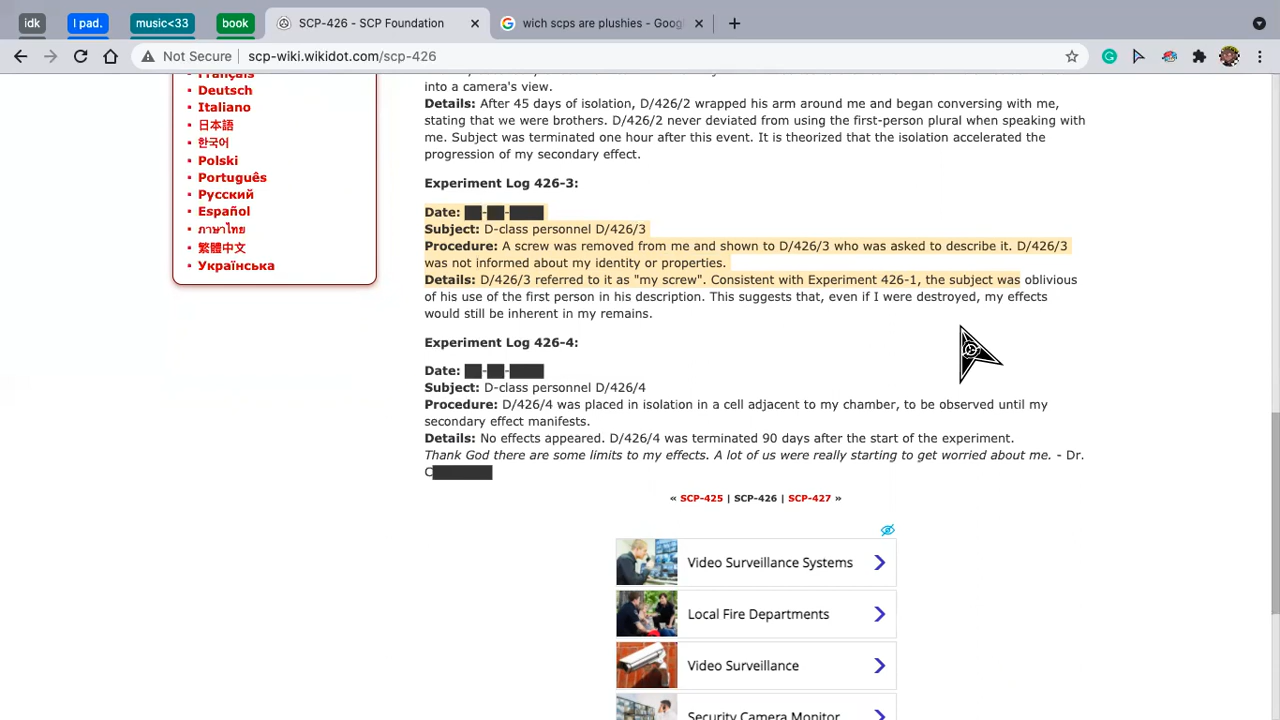 idk
I pad.
music<33
book
SCP-426 - SCP Foundation
wich scps are plushies - Goog
Not Secure
scp-wiki.wikidot.com/scp-426
Français
Deutsch
Italiano
日本語
한국어
Polski
Português
Русский
Español
ภาษาไทย
繁體中文
Українська
into a camera's view.
Details: After 45 days of isolation, D/426/2 wrapped his arm around me and began conversing with me,
stating that we were brothers. D/426/2 never deviated from using the first-person plural when speaking with
me. Subject was terminated one hour after this event. It is theorized that the isolation accelerated the
progression of my secondary effect.
Experiment Log 426-3:
Date: ██-██-████
Subject: D-class personnel D/426/3
Procedure: A screw was removed from me and shown to D/426/3 who was asked to describe it. D/426/3
was not informed about my identity or properties.
Details: D/426/3 referred to it as "my screw". Consistent with Experiment 426-1, the subject was oblivious
of his use of the first person in his description. This suggests that, even if I were destroyed, my effects
would still be inherent in my remains.
Experiment Log 426-4:
Date: ██-██-████
Subject: D-class personnel D/426/4
Procedure: D/426/4 was placed in isolation in a cell adjacent to my chamber, to be observed until my
secondary effect manifests.
Details: No effects appeared. D/426/4 was terminated 90 days after the start of the experiment.
Thank God there are some limits to my effects. A lot of us were really starting to get worried about me. - Dr.
C███████
« SCP-425 | SCP-426 | SCP-427 »
Video Surveillance Systems
Local Fire Departments
Video Surveillance
Security Camera Monitor